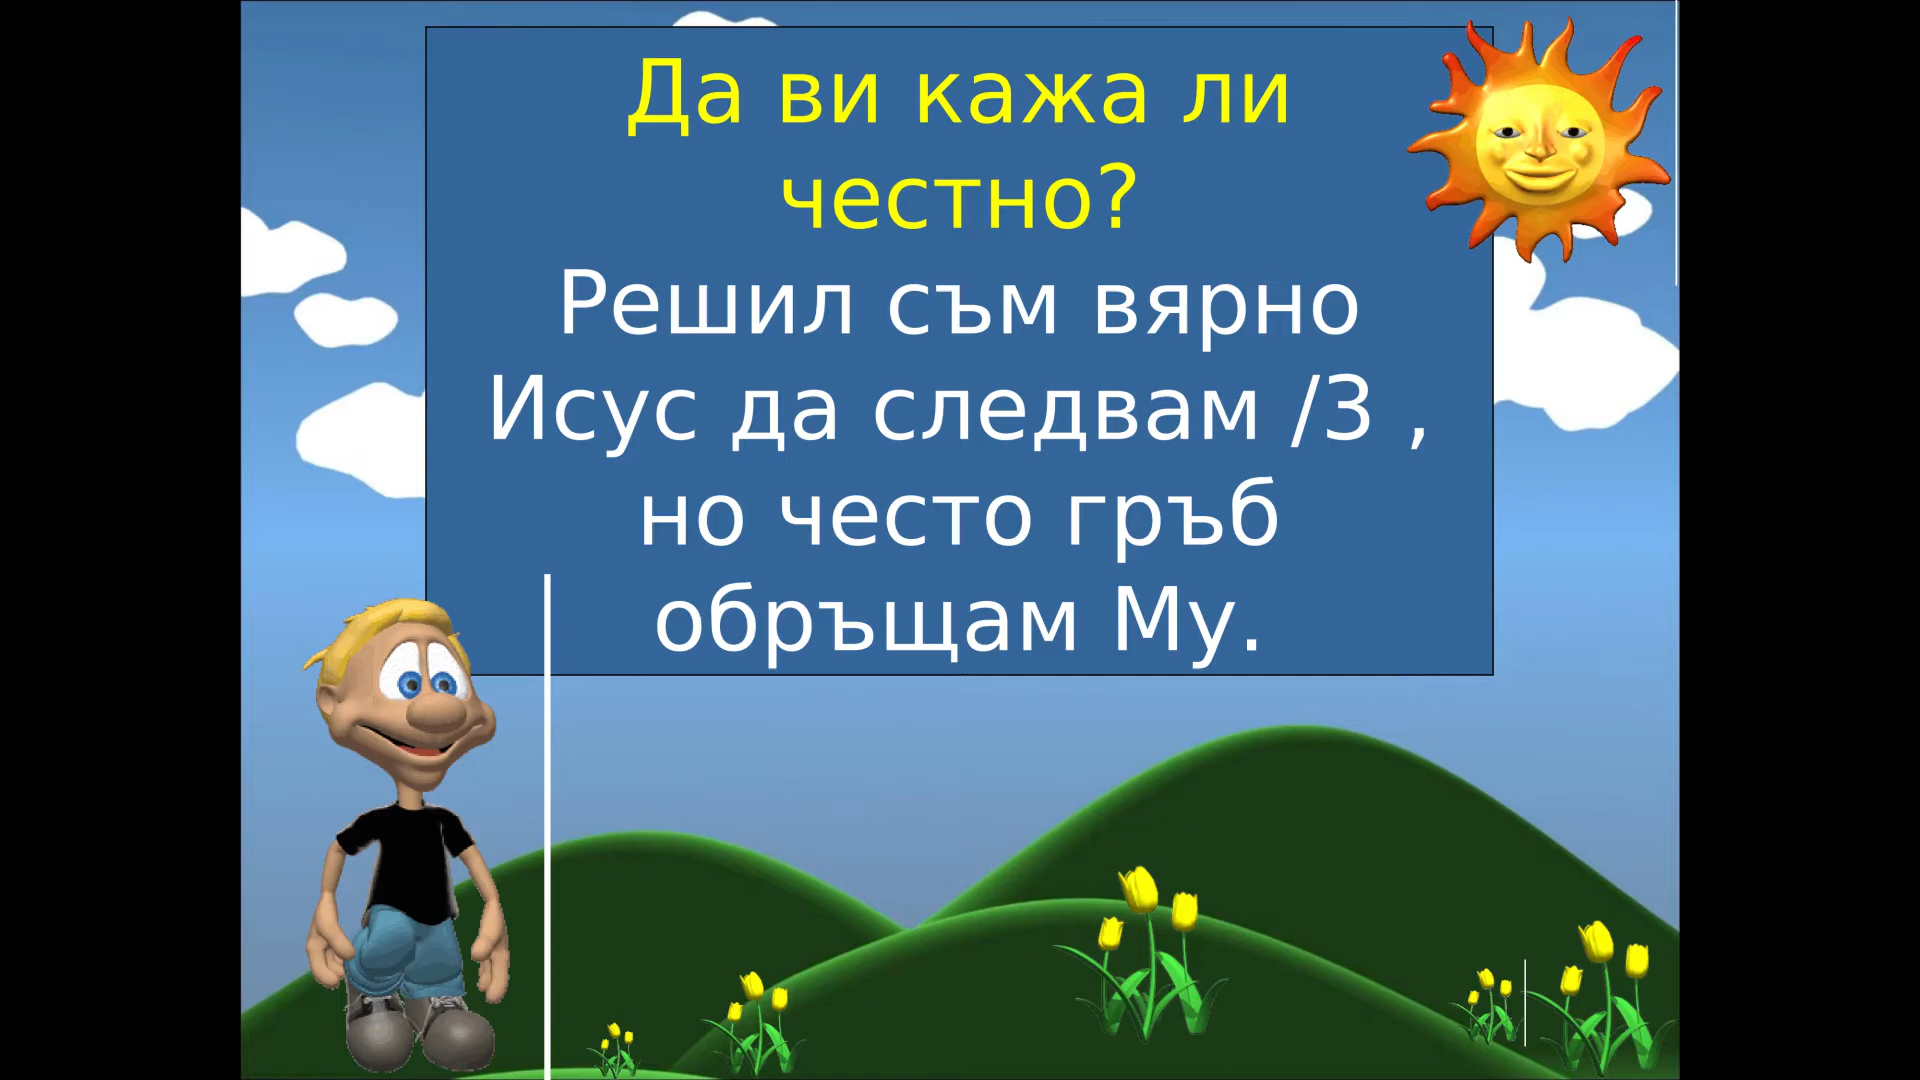 Да ви кажа ли
честно?
Решил съм вярно
Исус да следвам /3 ,
но често гръб
обръщам Му.